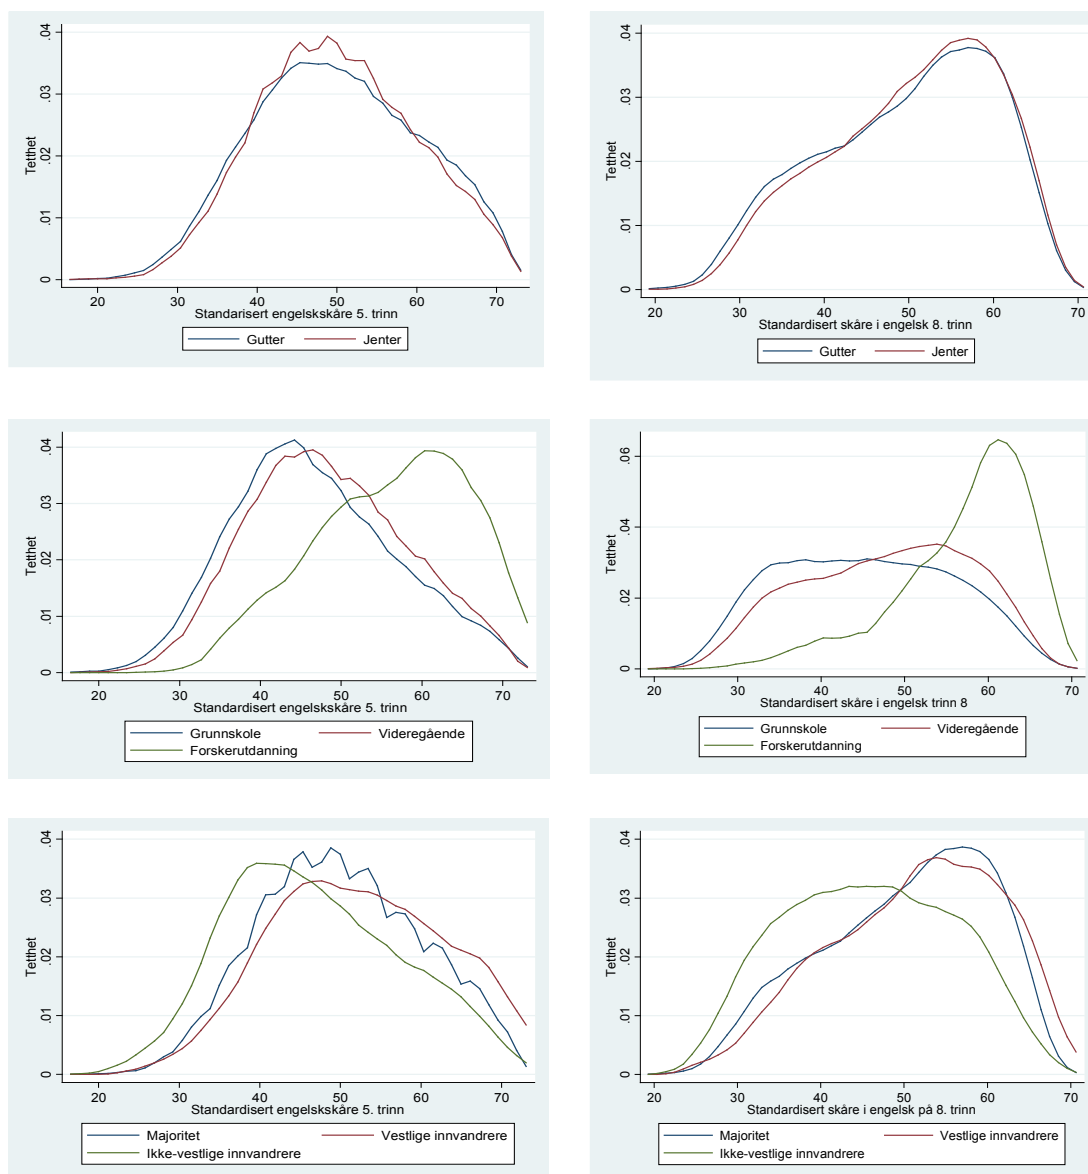 .04
.03
.02
.01
0
Tetthet
20 30 40 50 60 70
Standarisert engelskskåre 5. trinn
Gutter Jenter
.04
.03
.02
.01
0
Tetthet
20 30 40 50 60 70
Standardisert skåre i engelsk 8. trinn
Gutter Jenter
.04
.03
.02
.01
0
Tetthet
20 30 40 50 60 70
Standardisert engelskskåre 5. trinn
Grunnskole Videregående
Forskerutdanning
.06
.04
.02
0
Tetthet
20 30 40 50 60 70
Standardisert skåre i engelsk trinn 8
Grunnskole Videregående
Forskerutdanning
.04
.03
.02
.01
0
Tetthet
20 30 40 50 60 70
Standardisert engelskskåre 5. trinn
Majoritet Vestlige innvandrere
Ikke-vestlige innvandrere
.04
.03
.02
.01
0
Tetthet
20 30 40 50 60 70
Standardisert skåre i engelsk på 8. trinn
Majoritet Vestlige innvandrere
Ikke-vestlige innvandrere